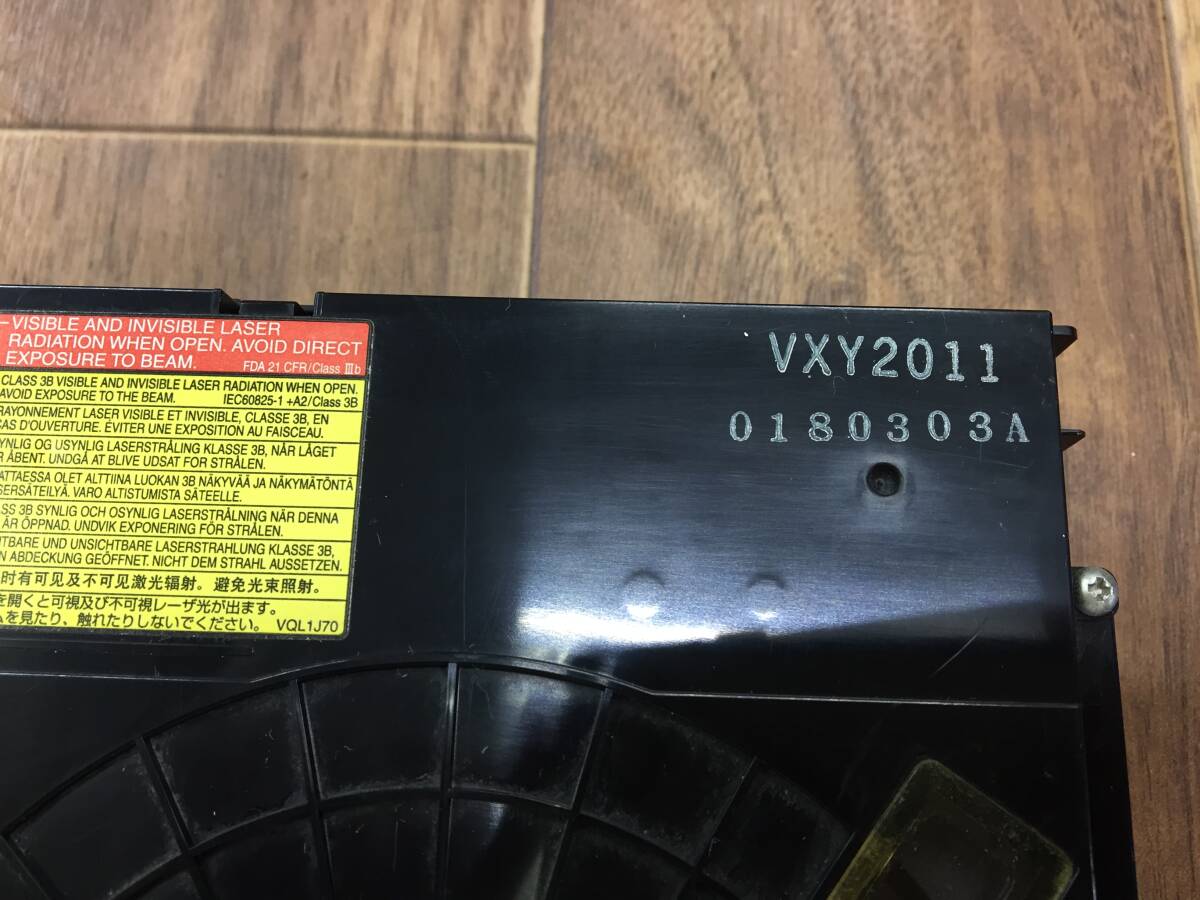 –VISIBLE AND INVISIBLE LASER
RADIATION WHEN OPEN. AVOID DIRECT
EXPOSURE TO BEAM. FDA 21 CFR/Class Ⅲb
CLASS 3B VISIBLE AND INVISIBLE LASER RADIATION WHEN OPEN.
AVOID EXPOSURE TO THE BEAM. IEC60825-1 +A2/Class 3B
RAYONNEMENT LASER VISIBLE ET INVISIBLE, CLASSE 3B, EN
D'OUVERTURE. ÉVITER UNE EXPOSITION AU FAISCEAU.
OG USYNLIG LASERSTRÅLING KLASSE 3B, NÅR LÅGET
ÅBENT. UNDGÅ AT BLIVE UDSAT FOR STRÅLEN.
OLET ALTTIINA LUOKAN 3B NÄKYVÄÄ JA NÄKYMÄTÖNTÄ
VARO ALTISTUMISTA SÄTEELLE.
3B SYNLIG OCH OSYNLIG LASERSTRÅLNING NÄR DENNA
ÄR ÖPPNAD. UNDVIK EXPONERING FÖR STRÅLEN.
UND UNSICHTBARE LASERSTRAHLUNG KLASSE 3B,
ABDECKUNG GEÖFFNET. NICHT DEM STRAHL AUSSETZEN.
时有可见及不可见激光辐射。避免光束照射。
を開くと可視及び不可視レーザ光が出ます。
を見たり、触れたりしないでください。 VQL1J70
VXY2011
0180303A